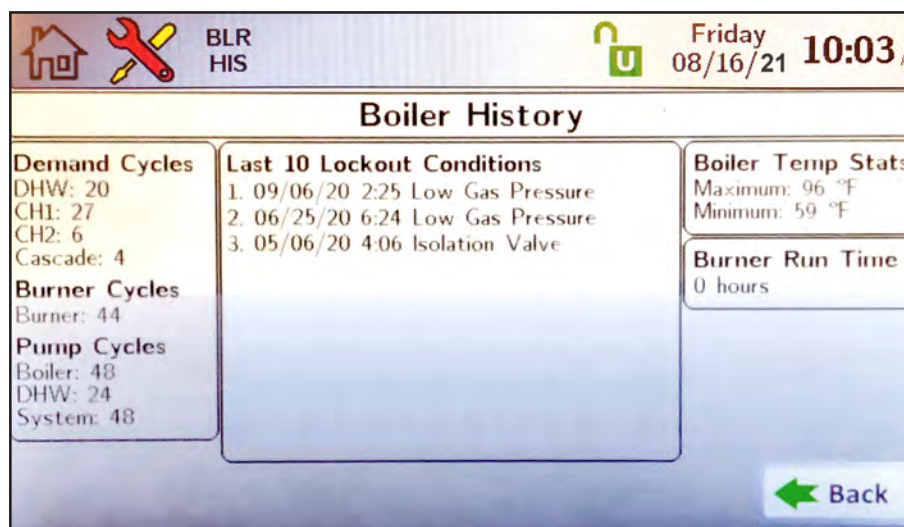 BLR
HIS
U
Friday
08/16/21
10:03
Boiler History
Demand Cycles
DHW: 20
CH1: 27
CH2: 6
Cascade: 4
Burner Cycles
Burner: 44
Pump Cycles
Boiler: 48
DHW: 24
System: 48
Last 10 Lockout Conditions
1. 09/06/20 2:25 Low Gas Pressure
2. 06/25/20 6:24 Low Gas Pressure
3. 05/06/20 4:06 Isolation Valve
Boiler Temp Stats
Maximum: 96 °F
Minimum: 59 °F
Burner Run Time
0 hours
Back